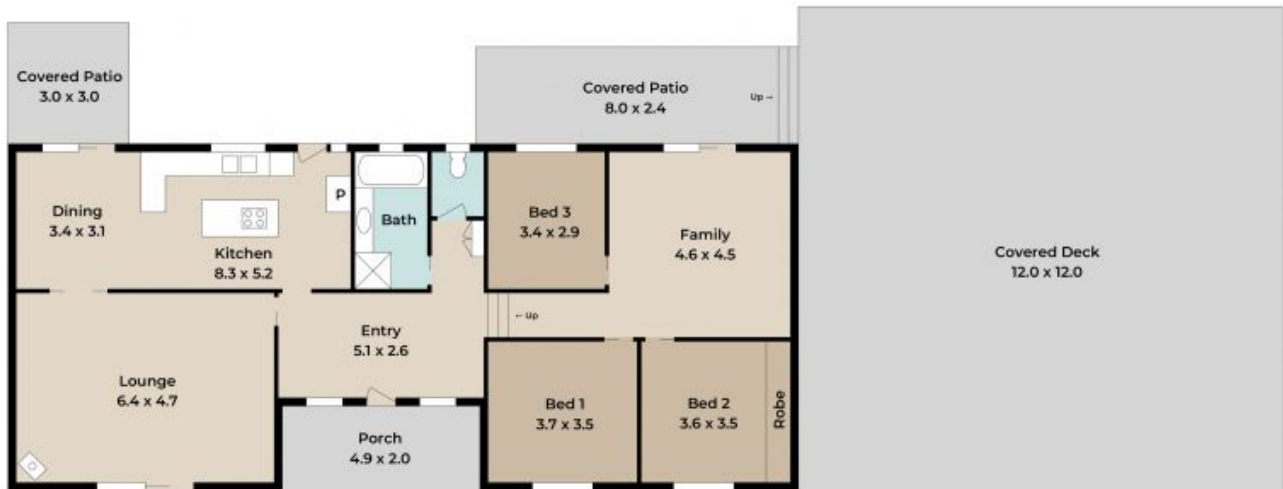 Covered Patio
3.0 x 3.0
Covered Patio
8.0 x 2.4
Up →
Dining
3.4 x 3.1
Kitchen
8.3 x 5.2
P
Bath
Bed 3
3.4 x 2.9
Family
4.6 x 4.5
Covered Deck
12.0 x 12.0
← Up
Entry
5.1 x 2.6
Lounge
6.4 x 4.7
Porch
4.9 x 2.0
Bed 1
3.7 x 3.5
Bed 2
3.6 x 3.5
Robe